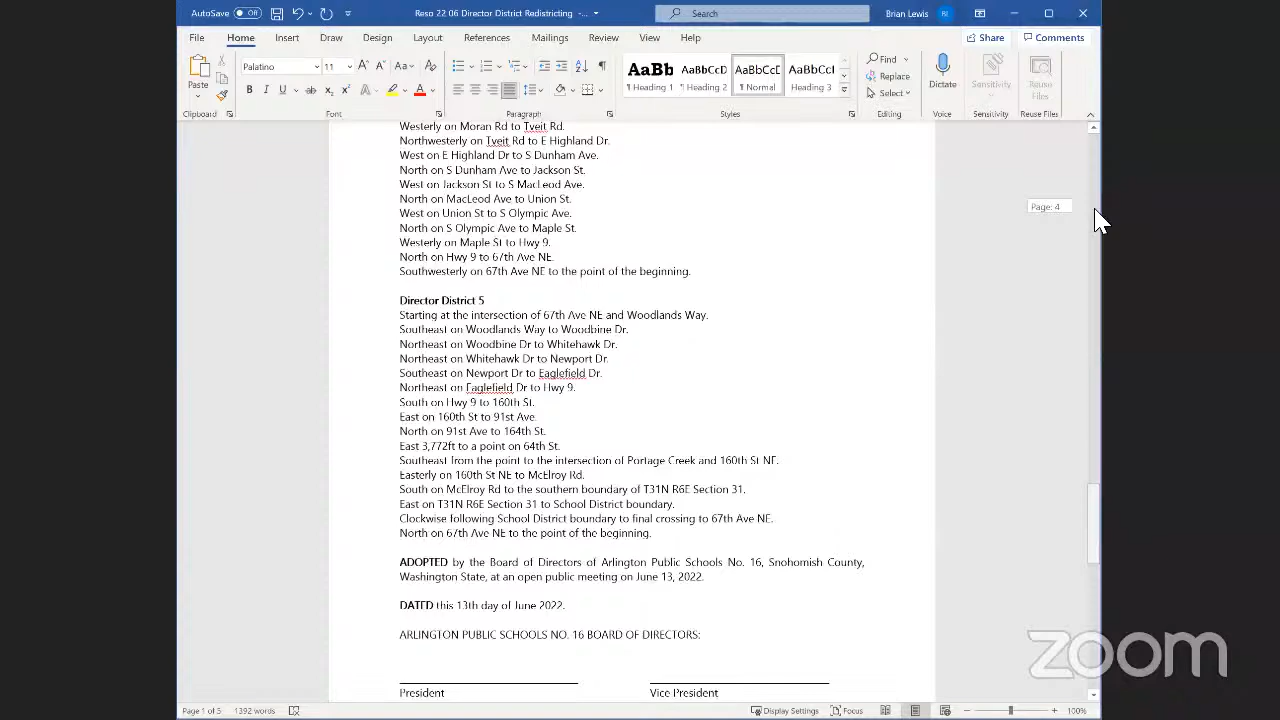 AutoSave Off Reso 22 06 Director District Redistricting -... Search Brian Lewis
File Home Insert Draw Design Layout References Mailings Review View Help Share Comments
Palatino 11 Aa AaBb AaBbCcD AaBbCcD AaBbCcI Find
Replace
Paste B I U ab x₂ x² A A ¶ Heading 1 ¶ Heading 2 ¶ Normal Heading 3 Select Dictate Sensitivity Reuse Files
Clipboard Font Paragraph Styles Editing Voice Sensitivity Reuse Files
Westerly on Moran Rd to Tveit Rd.
Northwesterly on Tveit Rd to E Highland Dr.
West on E Highland Dr to S Dunham Ave.
North on S Dunham Ave to Jackson St.
West on Jackson St to S MacLeod Ave.
North on MacLeod Ave to Union St.
Page: 4
West on Union St to S Olympic Ave.
North on S Olympic Ave to Maple St.
Westerly on Maple St to Hwy 9.
North on Hwy 9 to 67th Ave NE.
Southwesterly on 67th Ave NE to the point of the beginning.
Director District 5
Starting at the intersection of 67th Ave NE and Woodlands Way.
Southeast on Woodlands Way to Woodbine Dr.
Northeast on Woodbine Dr to Whitehawk Dr.
Northeast on Whitehawk Dr to Newport Dr.
Southeast on Newport Dr to Eaglefield Dr.
Northeast on Eaglefield Dr to Hwy 9.
South on Hwy 9 to 160th St.
East on 160th St to 91st Ave.
North on 91st Ave to 164th St.
East 3,772ft to a point on 64th St.
Southeast from the point to the intersection of Portage Creek and 160th St NE.
Easterly on 160th St NE to McElroy Rd.
South on McElroy Rd to the southern boundary of T31N R6E Section 31.
East on T31N R6E Section 31 to School District boundary.
Clockwise following School District boundary to final crossing to 67th Ave NE.
North on 67th Ave NE to the point of the beginning.
ADOPTED by the Board of Directors of Arlington Public Schools No. 16, Snohomish County,
Washington State, at an open public meeting on June 13, 2022.
DATED this 13th day of June 2022.
ARLINGTON PUBLIC SCHOOLS NO. 16 BOARD OF DIRECTORS:
zoom
President Vice President
Page 1 of 5 1392 words Display Settings Focus 100%